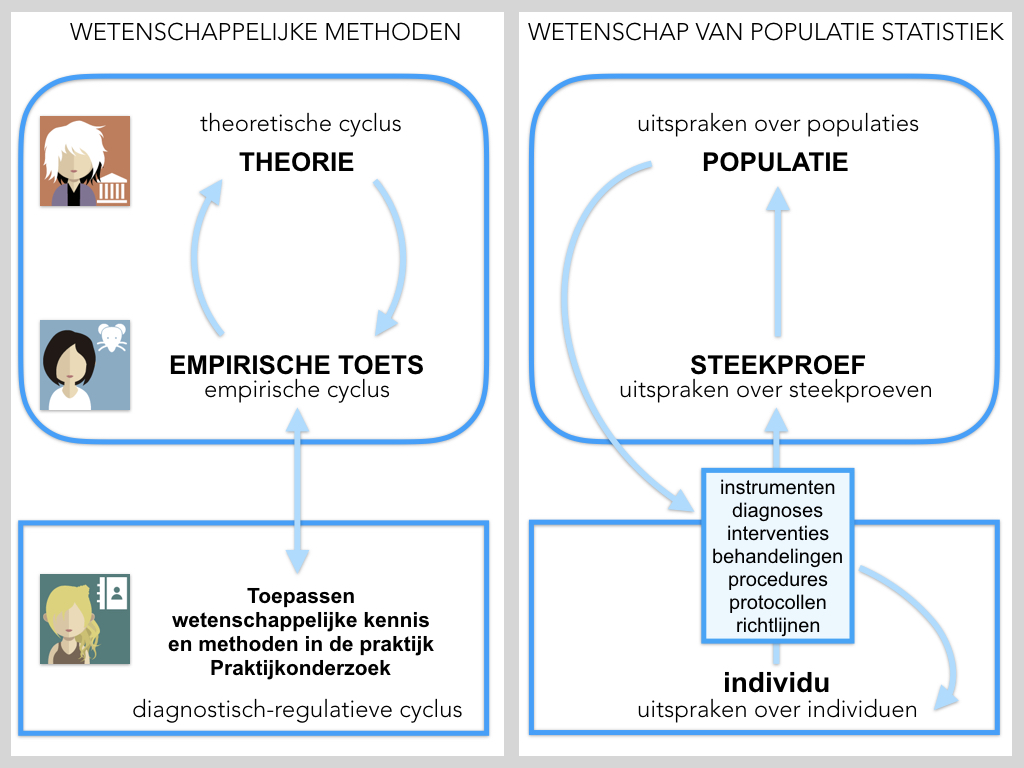 WETENSCHAPPELIJKE METHODEN
theoretische cyclus
THEORIE
EMPIRISCHE TOETS
empirische cyclus
Toepassen
wetenschappelijke kennis
en methoden in de praktijk
Praktijkonderzoek
diagnostisch-regulatieve cyclus
WETENSCHAP VAN POPULATIE STATISTIEK
uitspraken over populaties
POPULATIE
STEEKPROEF
uitspraken over steekproeven
instrumenten
diagnoses
interventies
behandelingen
procedures
protocollen
richtlijnen
individu
uitspraken over individuen